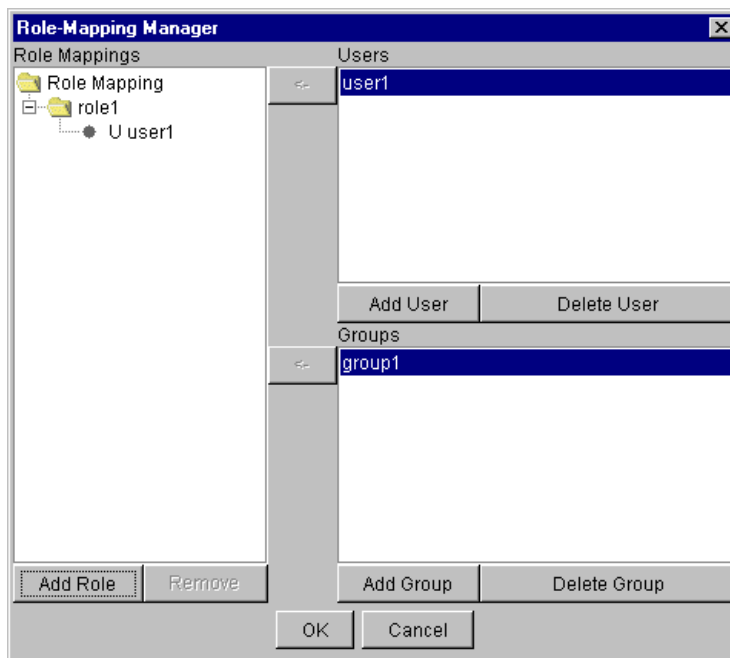 Role-Mapping Manager
Role Mappings
Role Mapping
role1
U user1
Add Role
Remove
<-
<-
Users
user1
Add User
Delete User
Groups
group1
Add Group
Delete Group
OK
Cancel